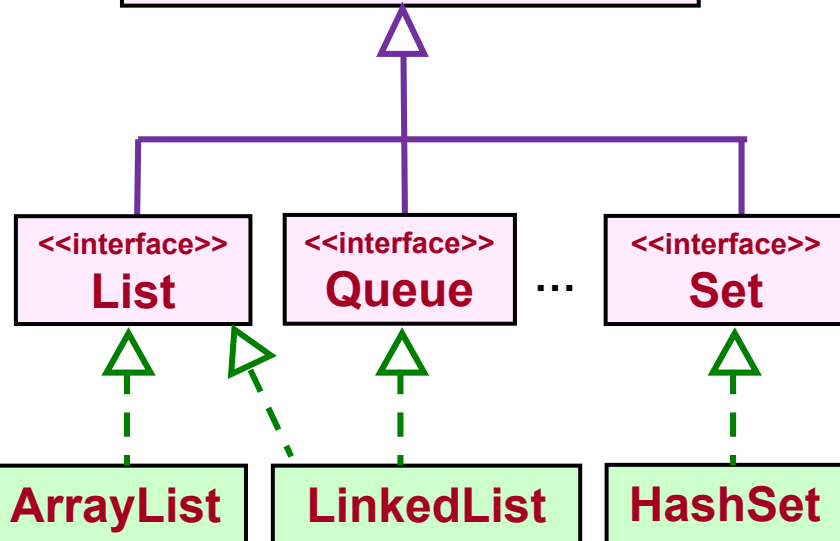 <<interface>>
List
<<interface>>
Queue
...
<<interface>>
Set
ArrayList
LinkedList
HashSet